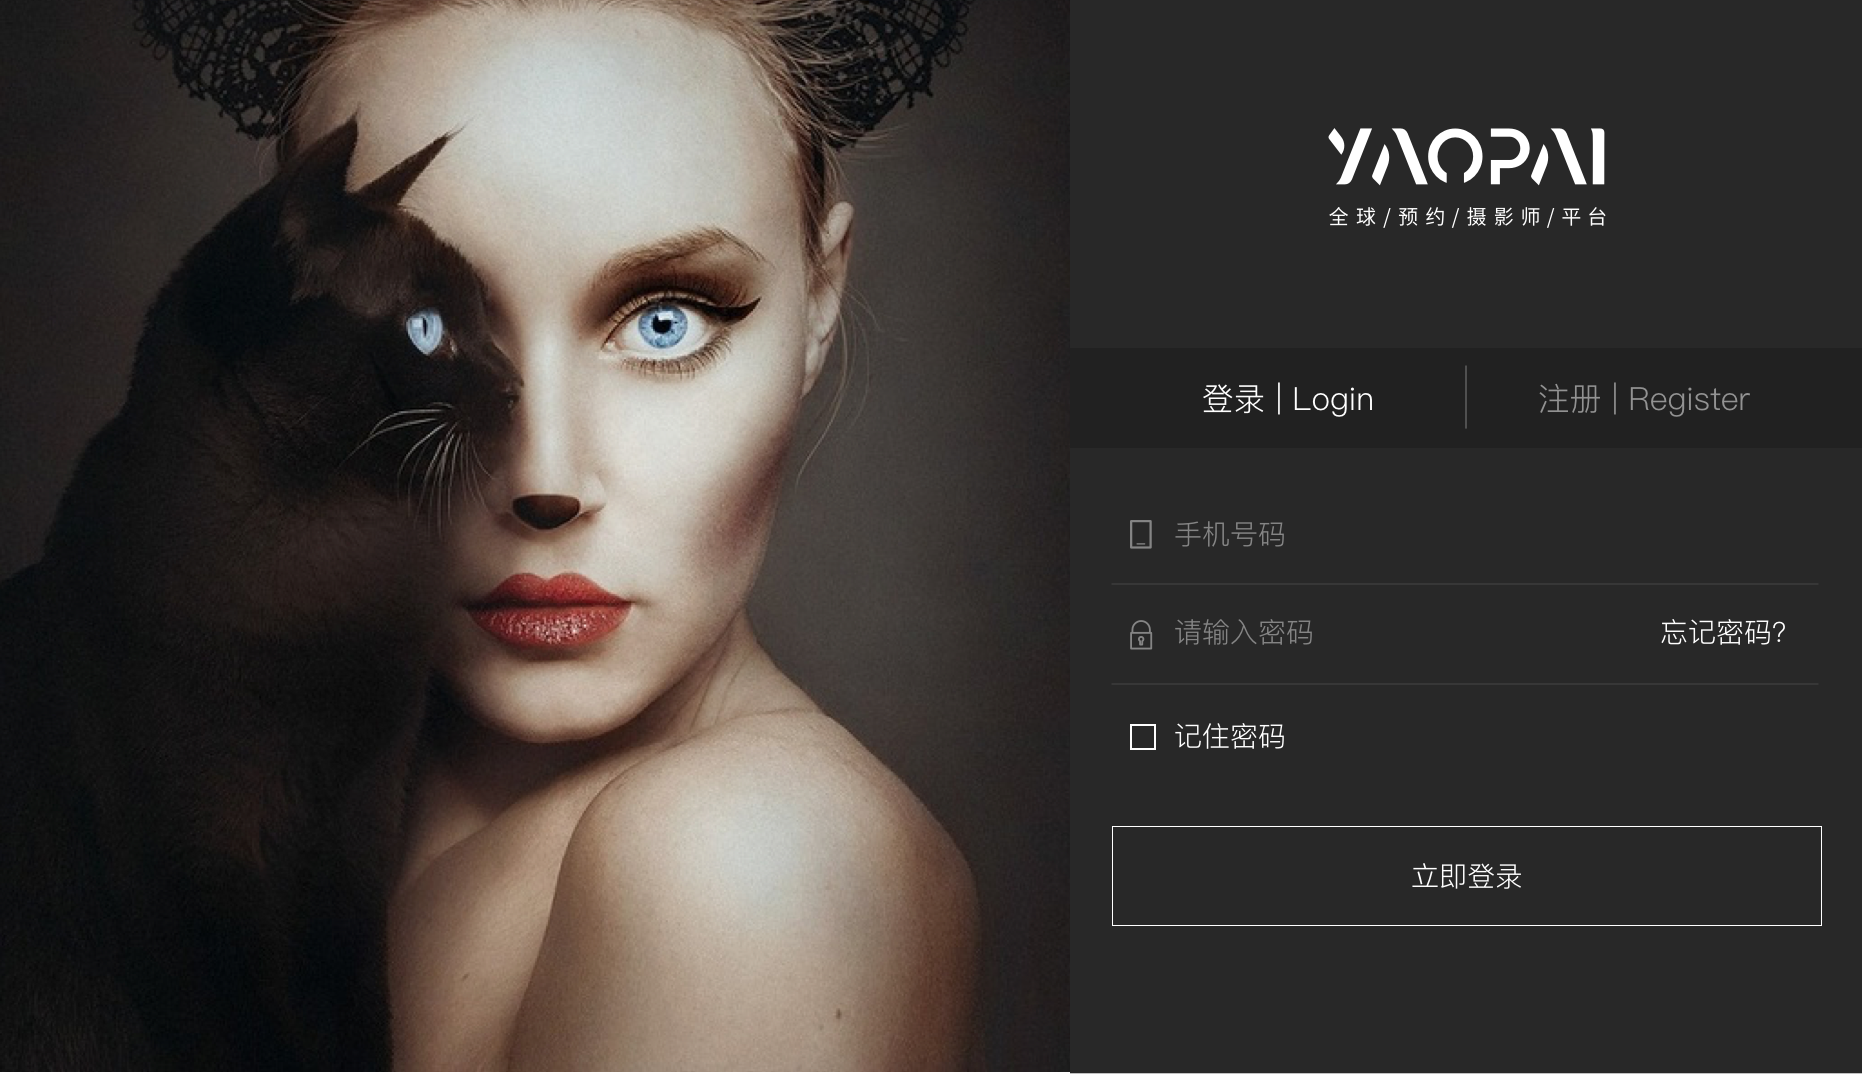 YAOPAI
全球/预约/摄影师/平台
登录 | Login
注册 | Register
手机号码
请输入密码
忘记密码?
记住密码
立即登录